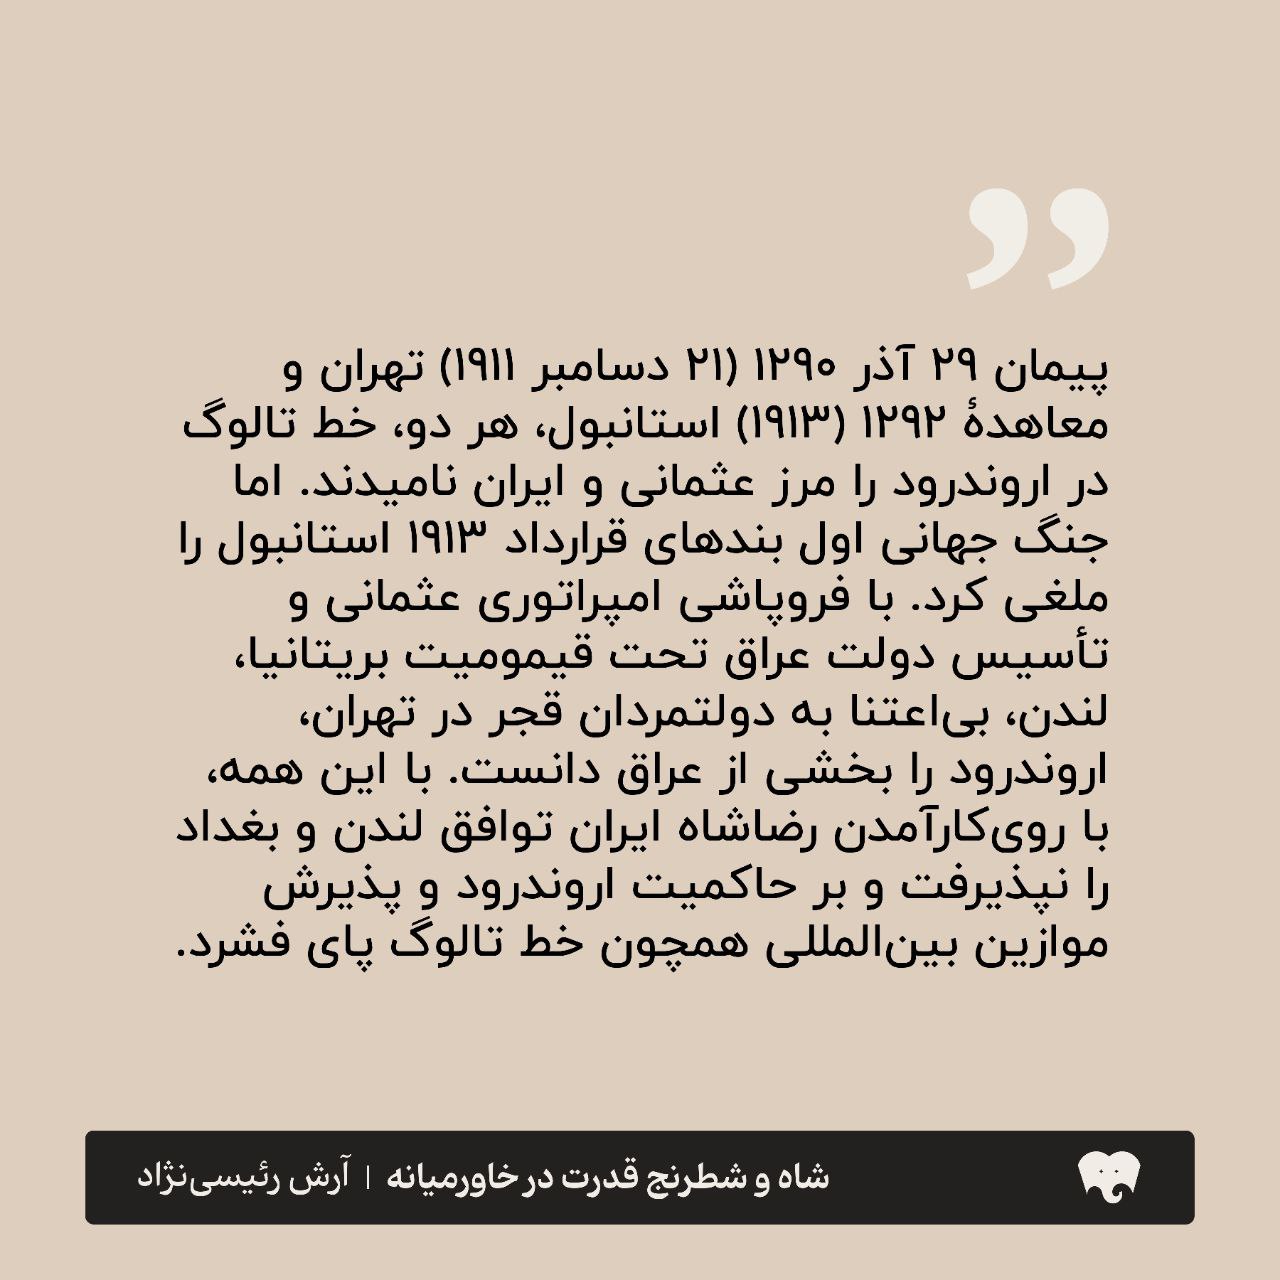 ”
پیمان ۲۹ آذر ۱۲۹۰ (۲۱ دسامبر ۱۹۱۱) تهران و
معاهدهٔ ۱۲۹۲ (۱۹۱۳) استانبول، هر دو، خط تالوگ
در اروندرود را مرز عثمانی و ایران نامیدند. اما
جنگ جهانی اول بندهای قرارداد ۱۹۱۳ استانبول را
ملغی کرد. با فروپاشی امپراتوری عثمانی و
تأسیس دولت عراق تحت قیمومیت بریتانیا،
لندن، بی‌اعتنا به دولتمردان قجر در تهران،
اروندرود را بخشی از عراق دانست. با این همه،
با روی‌کارآمدن رضاشاه ایران توافق لندن و بغداد
را نپذیرفت و بر حاکمیت اروندرود و پذیرش
موازین بین‌المللی همچون خط تالوگ پای فشرد.
شاه و شطرنج قدرت در خاورمیانه | آرش رئیسی‌نژاد